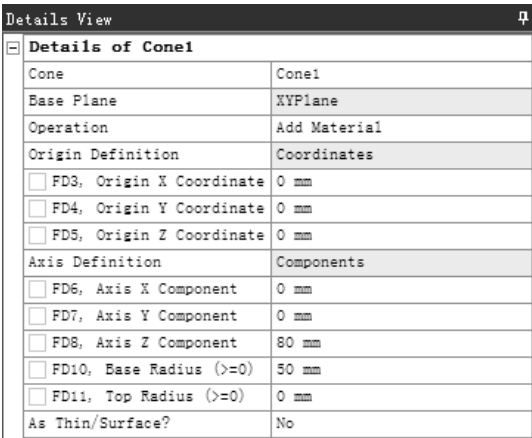 Details View
Details of Cone1
Cone Cone1
Base Plane XYPlane
Operation Add Material
Origin Definition Coordinates
FD3, Origin X Coordinate 0 mm
FD4, Origin Y Coordinate 0 mm
FD5, Origin Z Coordinate 0 mm
Axis Definition Components
FD6, Axis X Component 0 mm
FD7, Axis Y Component 0 mm
FD8, Axis Z Component 80 mm
FD10, Base Radius (>=0) 50 mm
FD11, Top Radius (>=0) 0 mm
As Thin/Surface? No